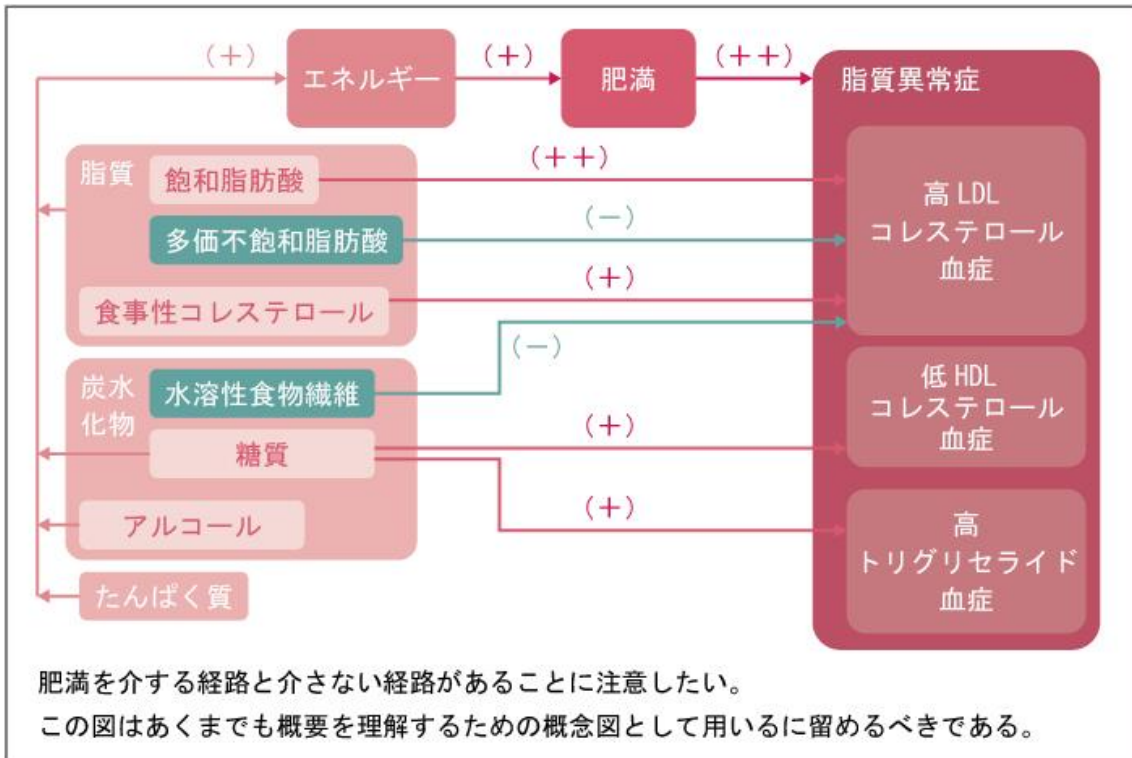 (+)
エネルギー
(+)
肥満
(++)
脂質異常症
脂質
飽和脂肪酸
(++)
多価不飽和脂肪酸
(−)
食事性コレステロール
(+)
高 LDL
コレステロール
血症
炭水
化物
水溶性食物繊維
(−)
糖質
(+)
低 HDL
コレステロール
血症
アルコール
(+)
高
トリグリセライド
血症
たんぱく質
肥満を介する経路と介さない経路があることに注意したい。
この図はあくまでも概要を理解するための概念図として用いるに留めるべきである。